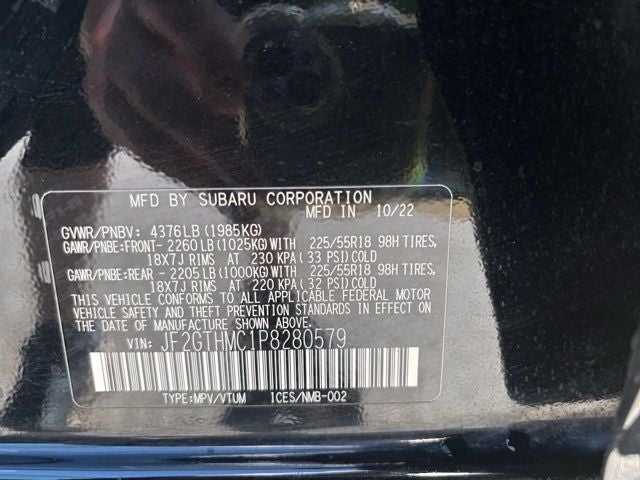 MFD BY SUBARU CORPORATION
GVWR/PNBV: 4376LB (1985KG) MFD IN 10/22
GAWR/PNBE:FRONT- 2260LB (1025KG)WITH 225/55R18 98H TIRES,
18X7J RIMS AT 230 KPA (33 PSI)COLD
GAWR/PNBE:REAR - 2205LB (1000KG)WITH 225/55R18 98H TIRES,
18X7J RIMS AT 220 KPA (32 PSI)COLD
THIS VEHICLE CONFORMS TO ALL APPLICABLE FEDERAL MOTOR
VEHICLE SAFETY AND THEFT PREVENTION STANDARDS IN EFFECT
ON THE DATE OF MANUFACTURE SHOWN ABOVE.
VIN: JF2GTHMC1P8280579
TYPE:MPV/VTUM ICES/NMB-002